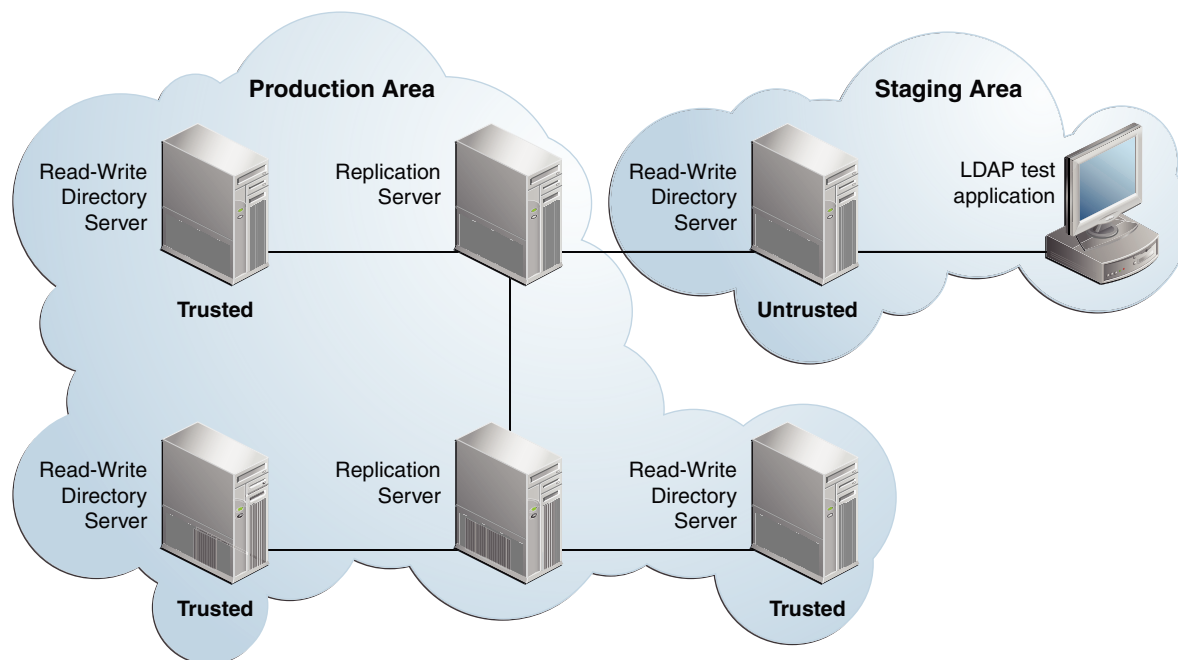 Production Area
Staging Area
Read-Write
Directory
Server
Replication
Server
Read-Write
Directory
Server
LDAP test
application
Trusted
Untrusted
Read-Write
Directory
Server
Replication
Server
Read-Write
Directory
Server
Trusted
Trusted